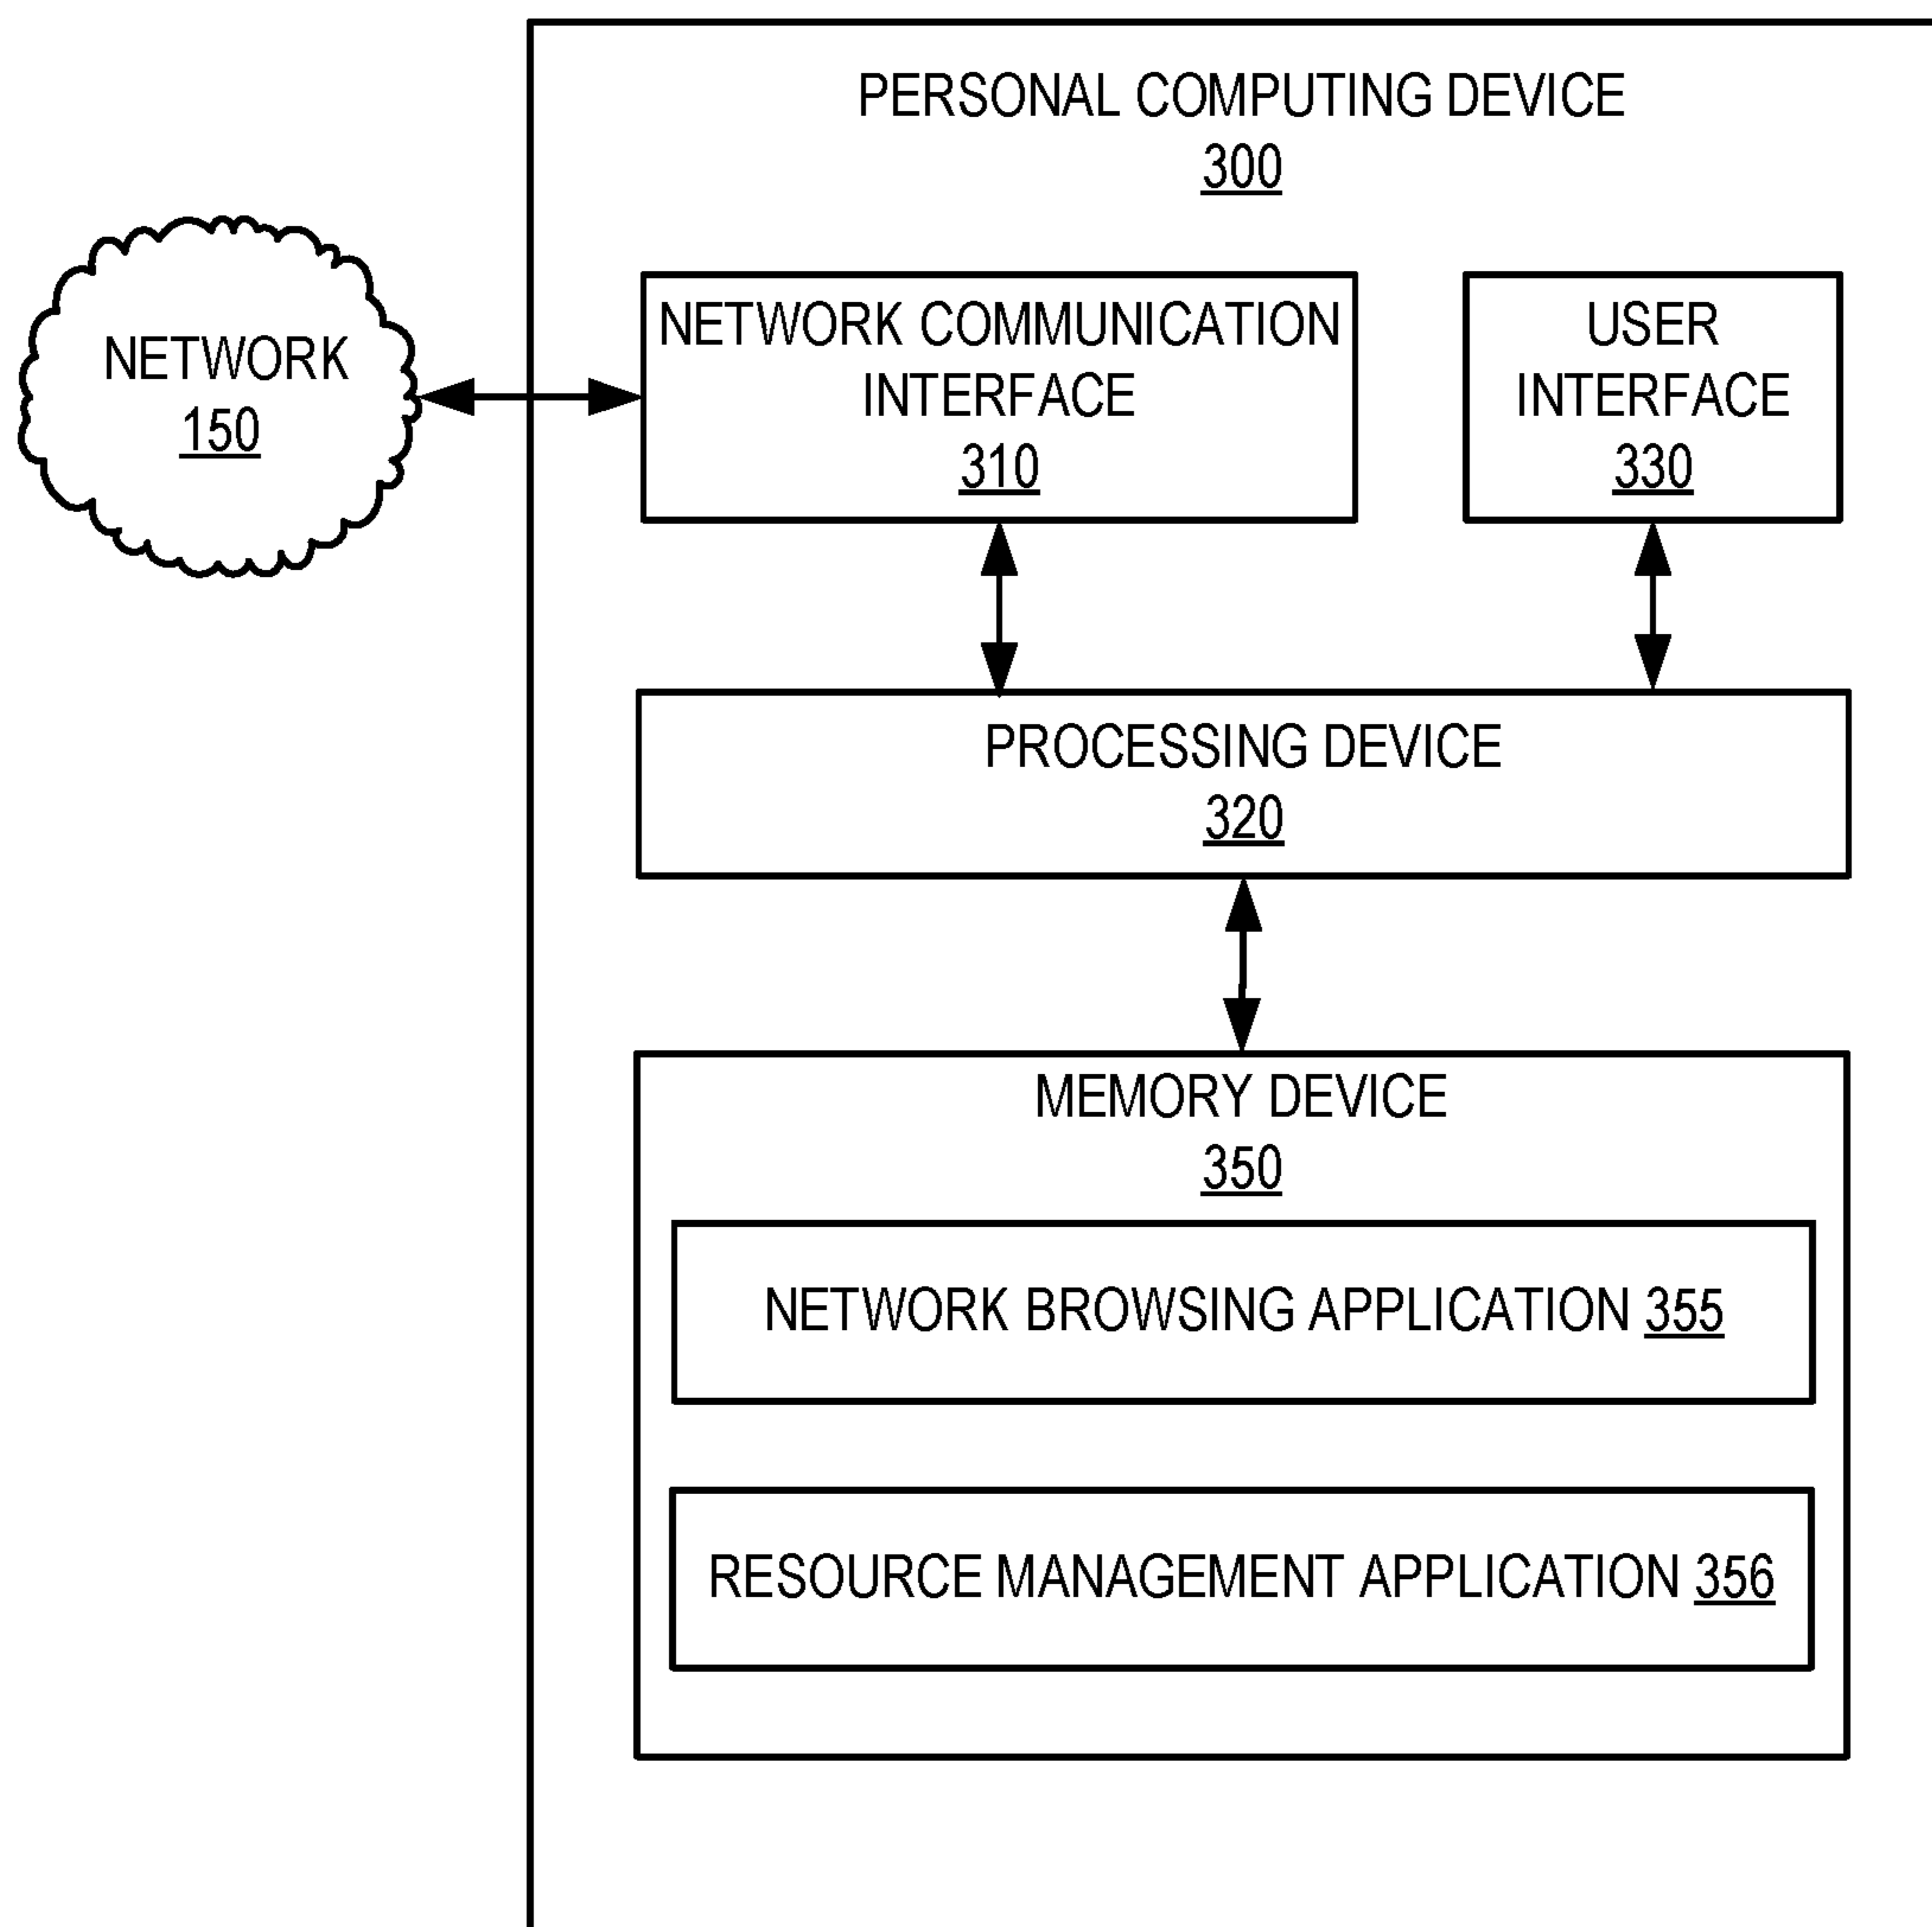 PERSONAL COMPUTING DEVICE
300
NETWORK
150
NETWORK COMMUNICATION
INTERFACE
310
USER
INTERFACE
330
PROCESSING DEVICE
320
MEMORY DEVICE
350
NETWORK BROWSING APPLICATION 355
RESOURCE MANAGEMENT APPLICATION 356